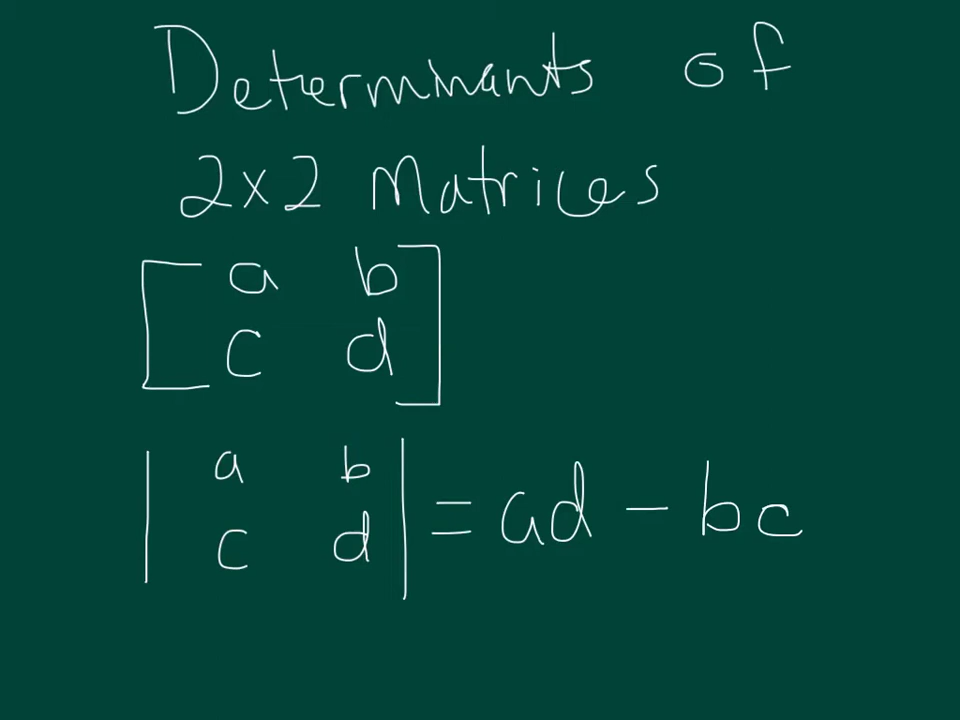 Determinants of
2x2 Matrices
[ a b ]
[ c d ]
| a b |
| c d | = ad - bc